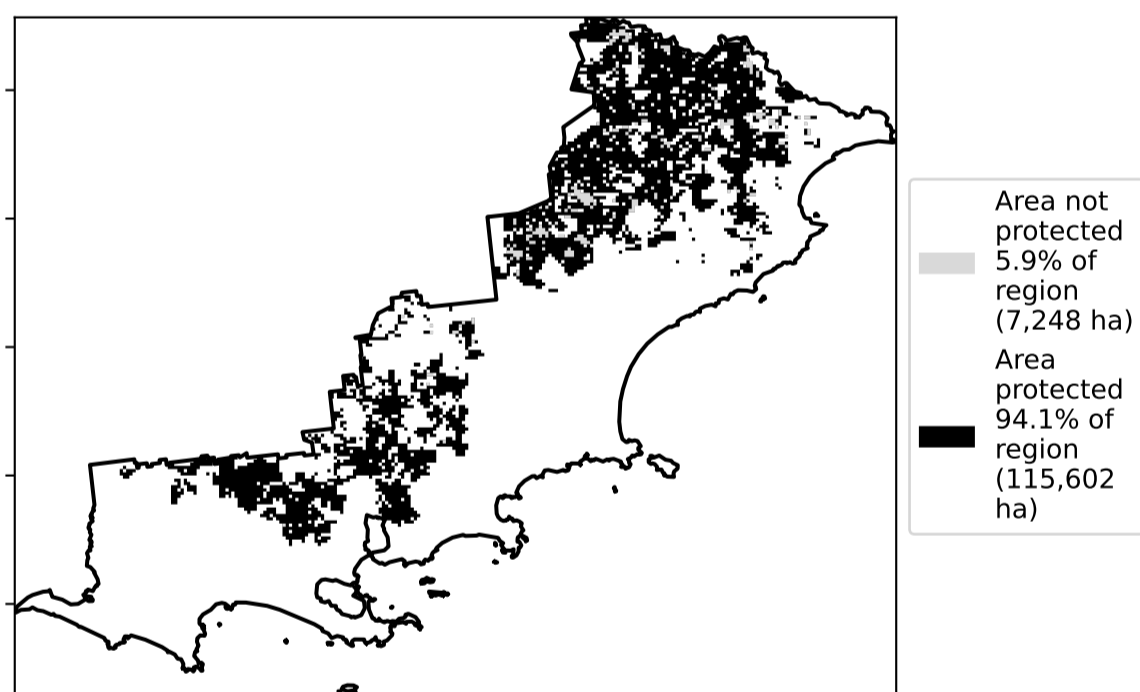 Area not
protected
5.9% of
region
(7,248 ha)
Area
protected
94.1% of
region
(115,602
ha)